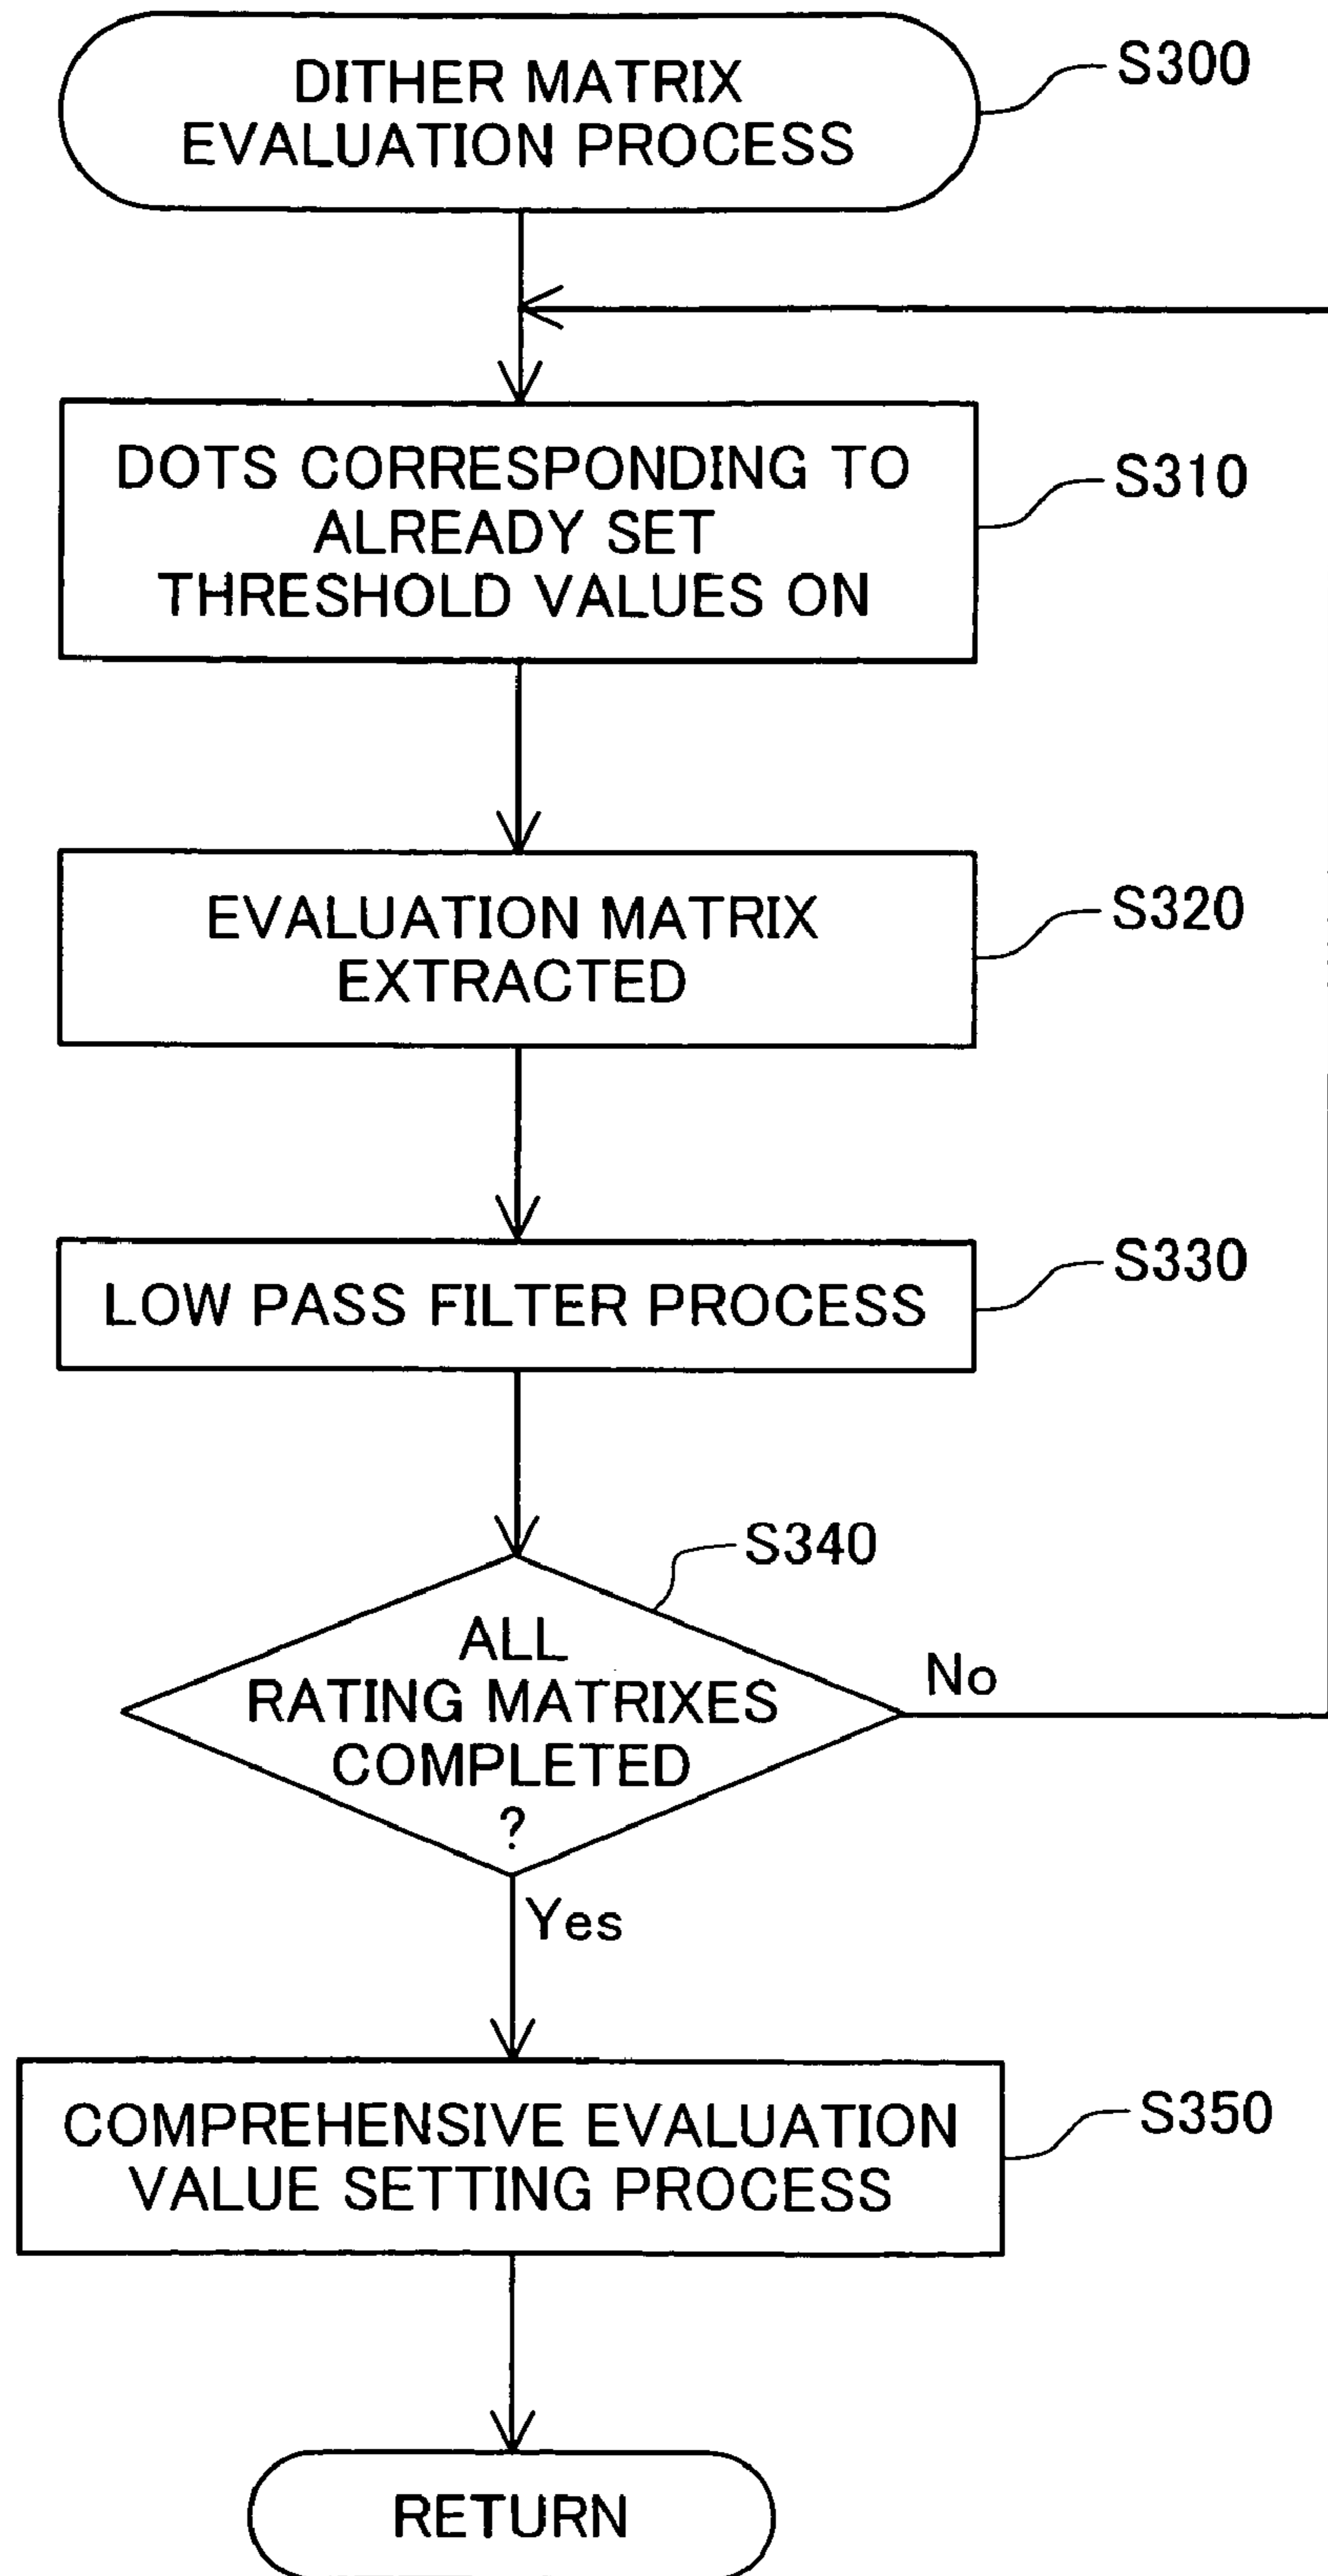 DITHER MATRIX
EVALUATION PROCESS
S300
DOTS CORRESPONDING TO
ALREADY SET
THRESHOLD VALUES ON
S310
EVALUATION MATRIX
EXTRACTED
S320
LOW PASS FILTER PROCESS
S330
S340
ALL
RATING MATRIXES
COMPLETED
?
No
Yes
COMPREHENSIVE EVALUATION
VALUE SETTING PROCESS
S350
RETURN